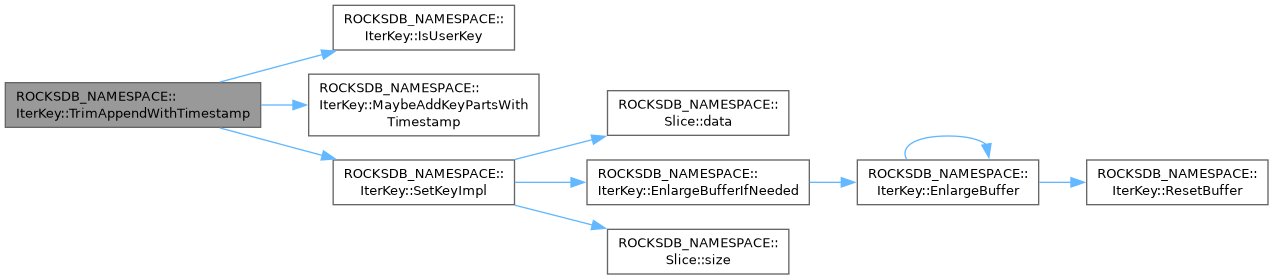 ROCKSDB_NAMESPACE::
IterKey::IsUserKey
ROCKSDB_NAMESPACE::
IterKey::TrimAppendWithTimestamp
ROCKSDB_NAMESPACE::
IterKey::MaybeAddKeyPartsWith
Timestamp
ROCKSDB_NAMESPACE::
Slice::data
ROCKSDB_NAMESPACE::
IterKey::SetKeyImpl
ROCKSDB_NAMESPACE::
IterKey::EnlargeBufferIfNeeded
ROCKSDB_NAMESPACE::
IterKey::EnlargeBuffer
ROCKSDB_NAMESPACE::
IterKey::ResetBuffer
ROCKSDB_NAMESPACE::
Slice::size